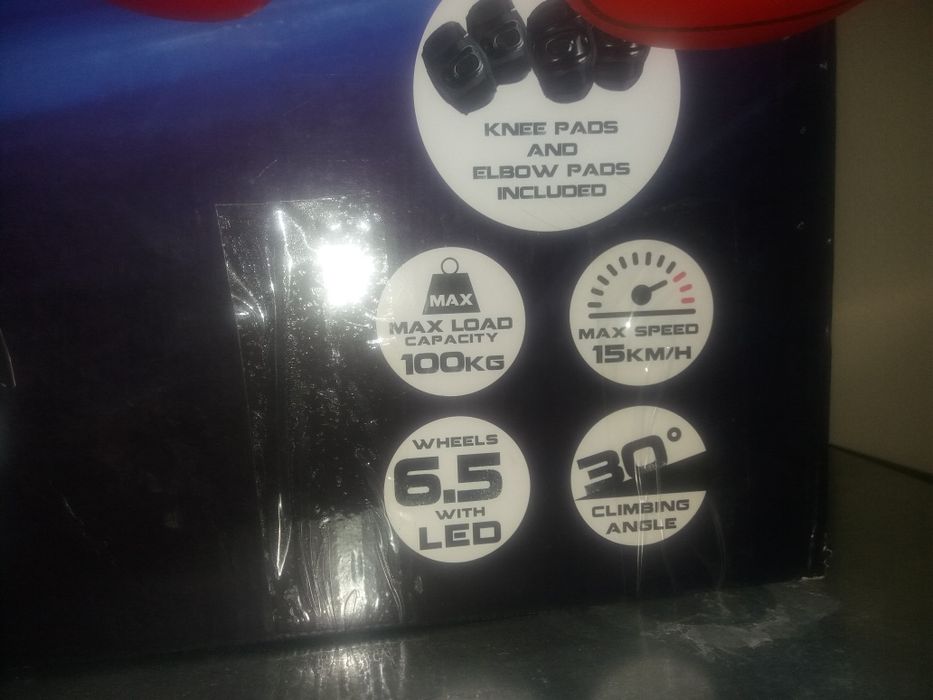 KNEE PADS
AND
ELBOW PADS
INCLUDED
MAX
MAX LOAD
CAPACITY
100KG
MAX SPEED
15KM/H
WHEELS
6.5
WITH
LED
30°
CLIMBING
ANGLE